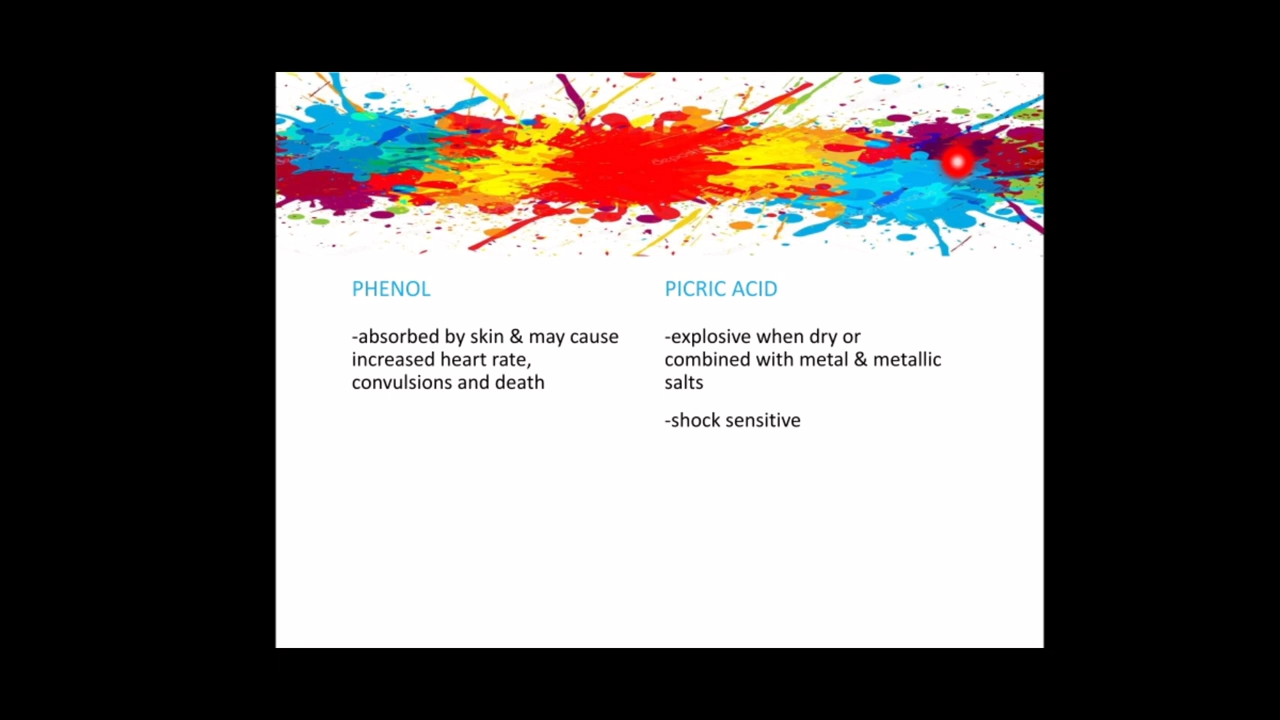 PHENOL
-absorbed by skin & may cause
increased heart rate,
convulsions and death
PICRIC ACID
-explosive when dry or
combined with metal & metallic
salts
-shock sensitive